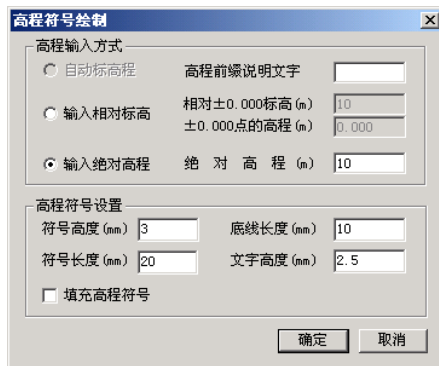 高程符号绘制
高程输入方式
自动标高程 高程前缀说明文字
输入相对标高 相对±0.000标高(m) 10
±0.000点的高程(m) 0.000
输入绝对高程 绝 对 高 程 (m) 10
高程符号设置
符号高度(mm) 3 底线长度(mm) 10
符号长度(mm) 20 文字高度(mm) 2.5
填充高程符号
确定 取消